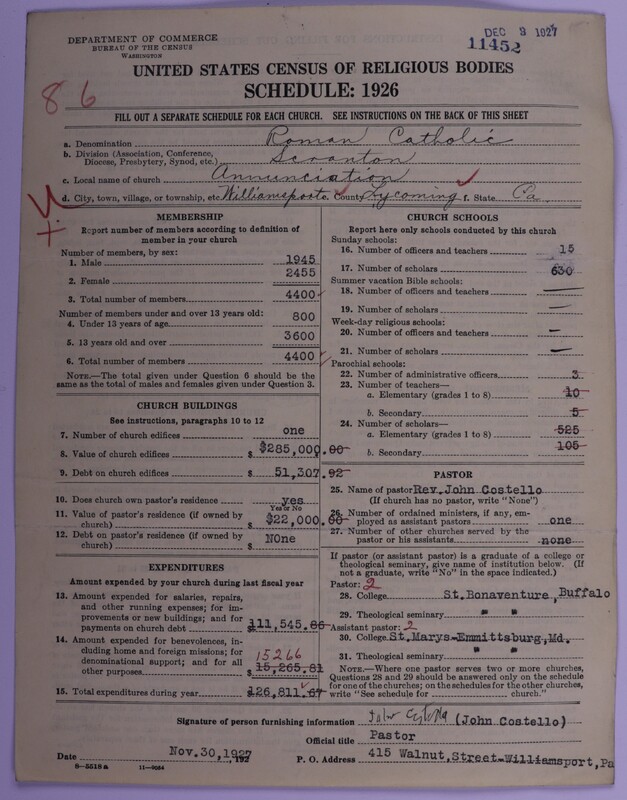 DEPARTMENT OF COMMERCE
BUREAU OF THE CENSUS
WASHINGTON
DEC 3 1927
11452
UNITED STATES CENSUS OF RELIGIOUS BODIES
SCHEDULE: 1926
86
FILL OUT A SEPARATE SCHEDULE FOR EACH CHURCH. SEE INSTRUCTIONS ON THE BACK OF THIS SHEET
a. Denomination Roman Catholic
b. Division (Association, Conference, Diocese, Presbytery, Synod, etc.) Scranton
c. Local name of church Annunciation
d. City, town, village, or township, etc. Williamsport e. County Lycoming f. State Pa
MEMBERSHIP
Report number of members according to definition of
member in your church
Number of members, by sex:
1. Male 1945
2. Female 2455
3. Total number of members 4400
Number of members under and over 13 years old:
4. Under 13 years of age 800
5. 13 years old and over 3600
6. Total number of members 4400
NOTE.—The total given under Question 6 should be
same as the total of males and females given under Question 3.
CHURCH BUILDINGS
See instructions, paragraphs 10 to 12
7. Number of church edifices one
8. Value of church edifices $ $285,000.00
9. Debt on church edifices $ 51,307.92
10. Does church own pastor's residence yes
Yes or No
11. Value of pastor's residence (if owned by
church) $ $22,000.00
12. Debt on pastor's residence (if owned by
church) $ NOne
EXPENDITURES
Amount expended by your church during last fiscal year
13. Amount expended for salaries, repairs,
and other running expenses; for im-
provements or new buildings; and for
payments on church debt $ 111,545.86
14. Amount expended for benevolences, in-
cluding home and foreign missions; for
denominational support; and for all
other purposes $ 15,265.81
15266
15. Total expenditures during year $126,811.67
CHURCH SCHOOLS
Report here only schools conducted by this church
Sunday schools:
16. Number of officers and teachers 15
17. Number of scholars 630
Summer vacation Bible schools:
18. Number of officers and teachers —
19. Number of scholars —
Week-day religious schools:
20. Number of officers and teachers —
21. Number of scholars —
Parochial schools:
22. Number of administrative officers 3
23. Number of teachers—
a. Elementary (grades 1 to 8) 10
b. Secondary 5
24. Number of scholars—
a. Elementary (grades 1 to 8) 525
b. Secondary 105
PASTOR
25. Name of pastor Rev.John Costello
(If church has no pastor, write "None")
26. Number of ordained ministers, if any, em-
ployed as assistant pastors one
27. Number of other churches served by the
pastor or his assistants none
If pastor (or assistant pastor) is a graduate of a college or
theological seminary, give name of institution below. (If
not a graduate, write "No" in the space indicated.)
Pastor: 2
28. College St.Bonaventure,Buffalo
29. Theological seminary " "
Assistant pastor: 2
30. College St.Marys-Emmittsburg,Md.
31. Theological seminary " "
NOTE.—Where one pastor serves two or more churches,
Questions 28 and 29 should be answered only on the schedule
for one of the churches; on the schedules for the other churches,
write "See schedule for church."
Signature of person furnishing information John Costello (John Costello)
Official title Pastor
Date Nov.30,1927, 192
P. O. Address 415 Walnut,Street-Williamsport,Pa
8—5518a 11—9064